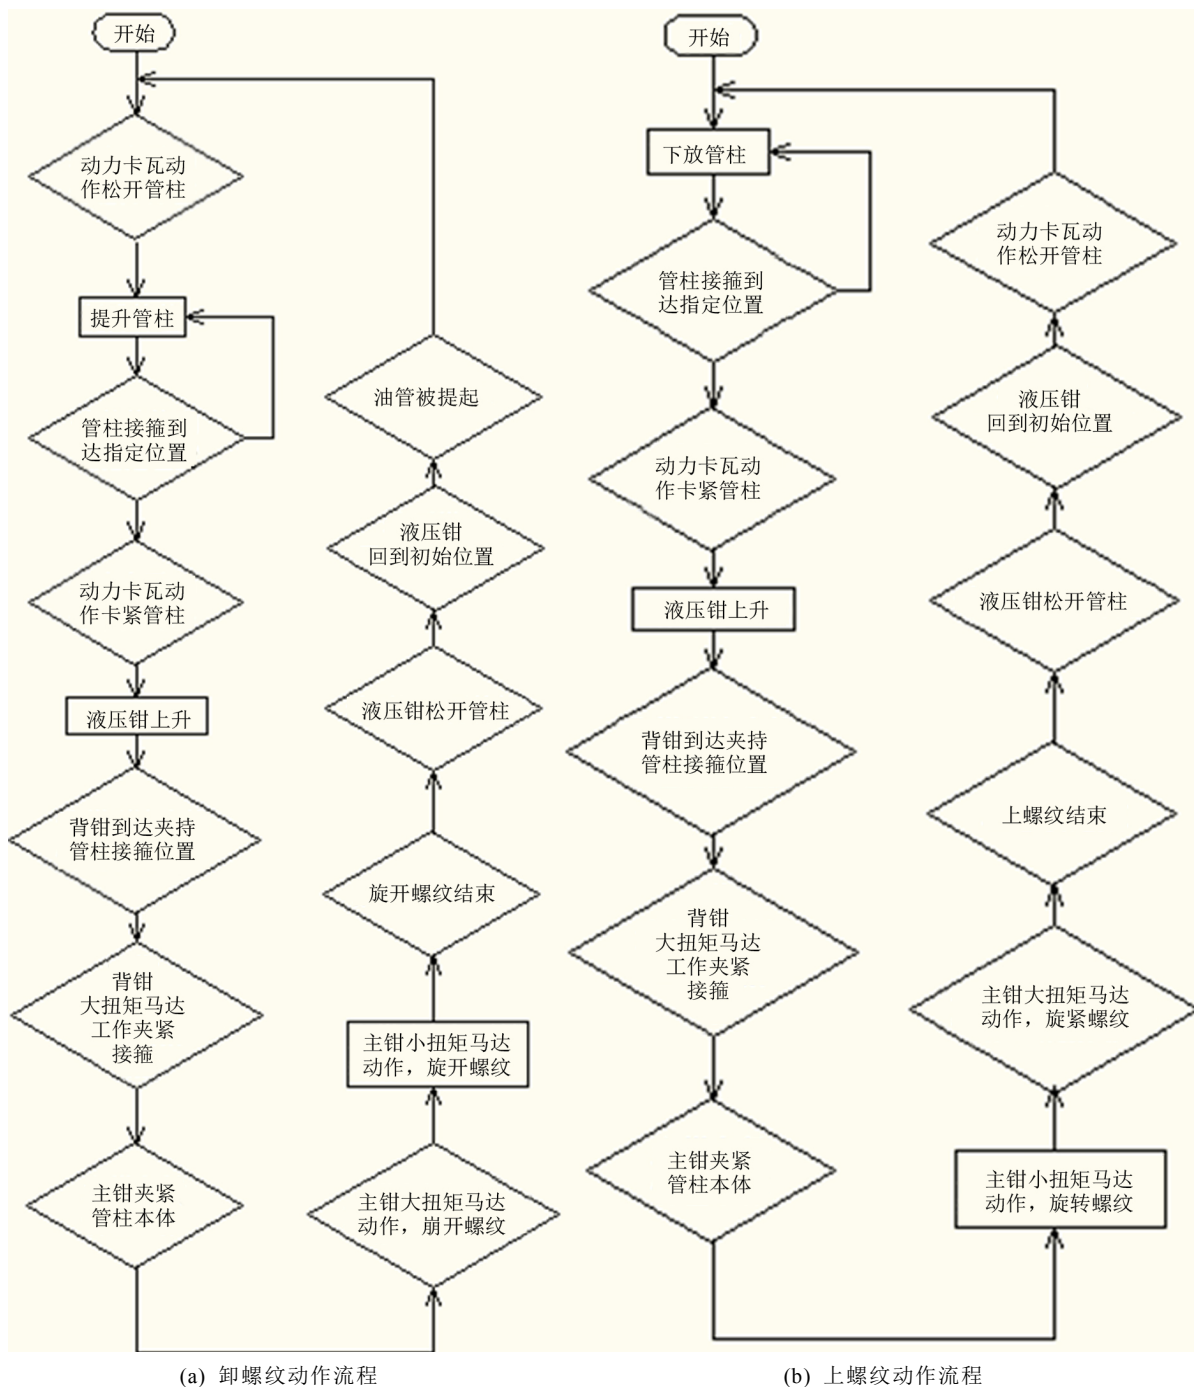 开始
动力卡瓦动
作松开管柱
提升管柱
管柱接箍到
达指定位置
动力卡瓦动
作卡紧管柱
液压钳上升
背钳到达夹持
管柱接箍位置
背钳
大扭矩马达
工作夹紧
接箍
主钳夹紧
管柱本体
主钳大扭矩马达
动作，崩开螺纹
主钳小扭矩马达
动作，旋开螺纹
旋开螺纹结束
液压钳松开管柱
液压钳
回到初始位置
油管被提起
(a) 卸螺纹动作流程
开始
下放管柱
管柱接箍到
达指定位置
动力卡瓦动
作卡紧管柱
液压钳上升
背钳到达夹持
管柱接箍位置
背钳
大扭矩马达
工作夹紧
接箍
主钳夹紧
管柱本体
主钳小扭矩马达
动作，旋转螺纹
主钳大扭矩马达
动作，旋紧螺纹
上螺纹结束
液压钳松开管柱
液压钳
回到初始位置
动力卡瓦动
作松开管柱
(b) 上螺纹动作流程